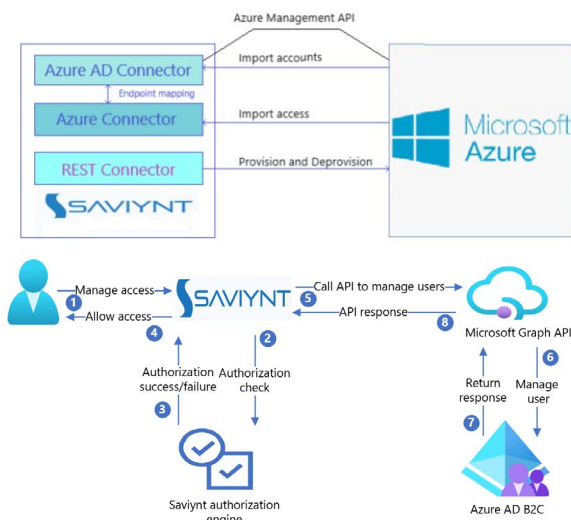 Azure Management API
Azure AD Connector
Import accounts
Endpoint mapping
Azure Connector
Import access
Microsoft
Azure
REST Connector
Provision and Deprovision
SAVIYNT
1
Manage access
SAVIYNT
5
Call API to manage users
Allow access
4
API response
8
Microsoft Graph API
2
6
Authorization
success/failure
Authorization
check
Return
response
Manage
user
3
7
Saviynt authorization
engine
Azure AD B2C